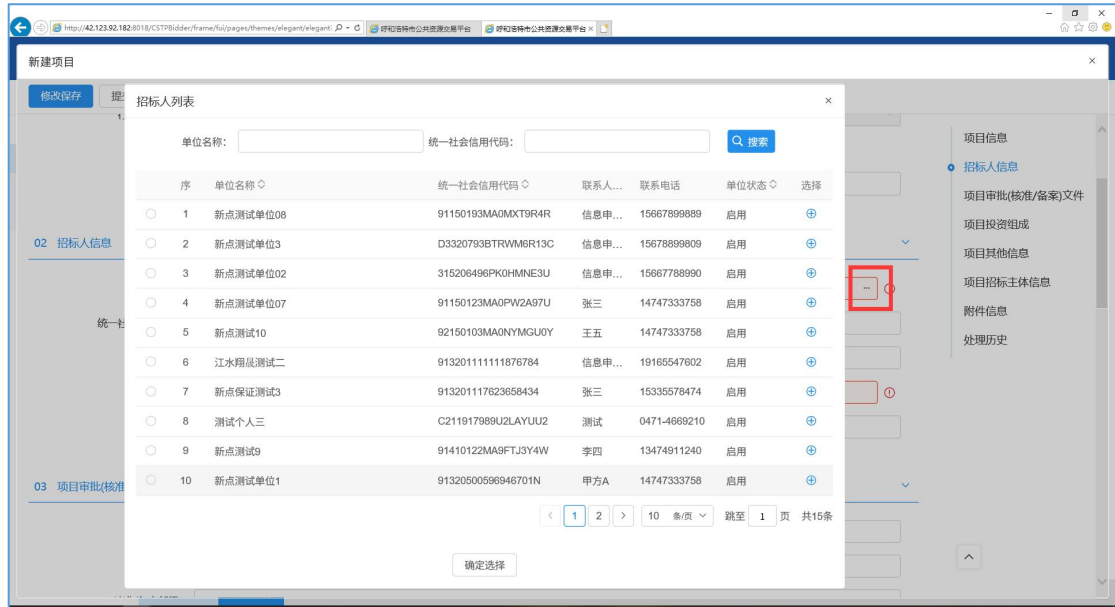 http://42.123.92.182:8018/CSTPBidder/frame/fui/pages/themes/elegant/eleganti
呼和浩特市公共资源交易平台
呼和浩特市公共资源交易平台
新建项目
修改保存
招标人列表
单位名称： 统一社会信用代码： 搜索
序 单位名称 统一社会信用代码 联系人... 联系电话 单位状态 选择
1 新点测试单位08 91150193MA0MXT9R4R 信息申... 15667899889 启用
2 新点测试单位3 D3320793BTRWM6R13C 信息申... 15678899809 启用
3 新点测试单位02 315206496PK0HMNE3U 信息申... 15667788990 启用
4 新点测试单位07 91150123MA0PW2A97U 张三 14747333758 启用
5 新点测试10 92150103MA0NYMGU0Y 王五 14747333758 启用
6 江水翔晟测试二 913201111111876784 信息申... 19165547602 启用
7 新点保证测试3 913201117623658434 张三 15335578474 启用
8 测试个人三 C211917989U2LAYUU2 测试 0471-4669210 启用
9 新点测试9 91410122MA9FTJ3Y4W 李四 13474911240 启用
10 新点测试单位1 91320500596946701N 甲方A 14747333758 启用
1 2 10 条/页 跳至 1 页 共15条
确定选择
02 招标人信息
03 项目审批(核准
项目信息
招标人信息
项目审批(核准/备案)文件
项目投资组成
项目其他信息
项目招标主体信息
附件信息
处理历史